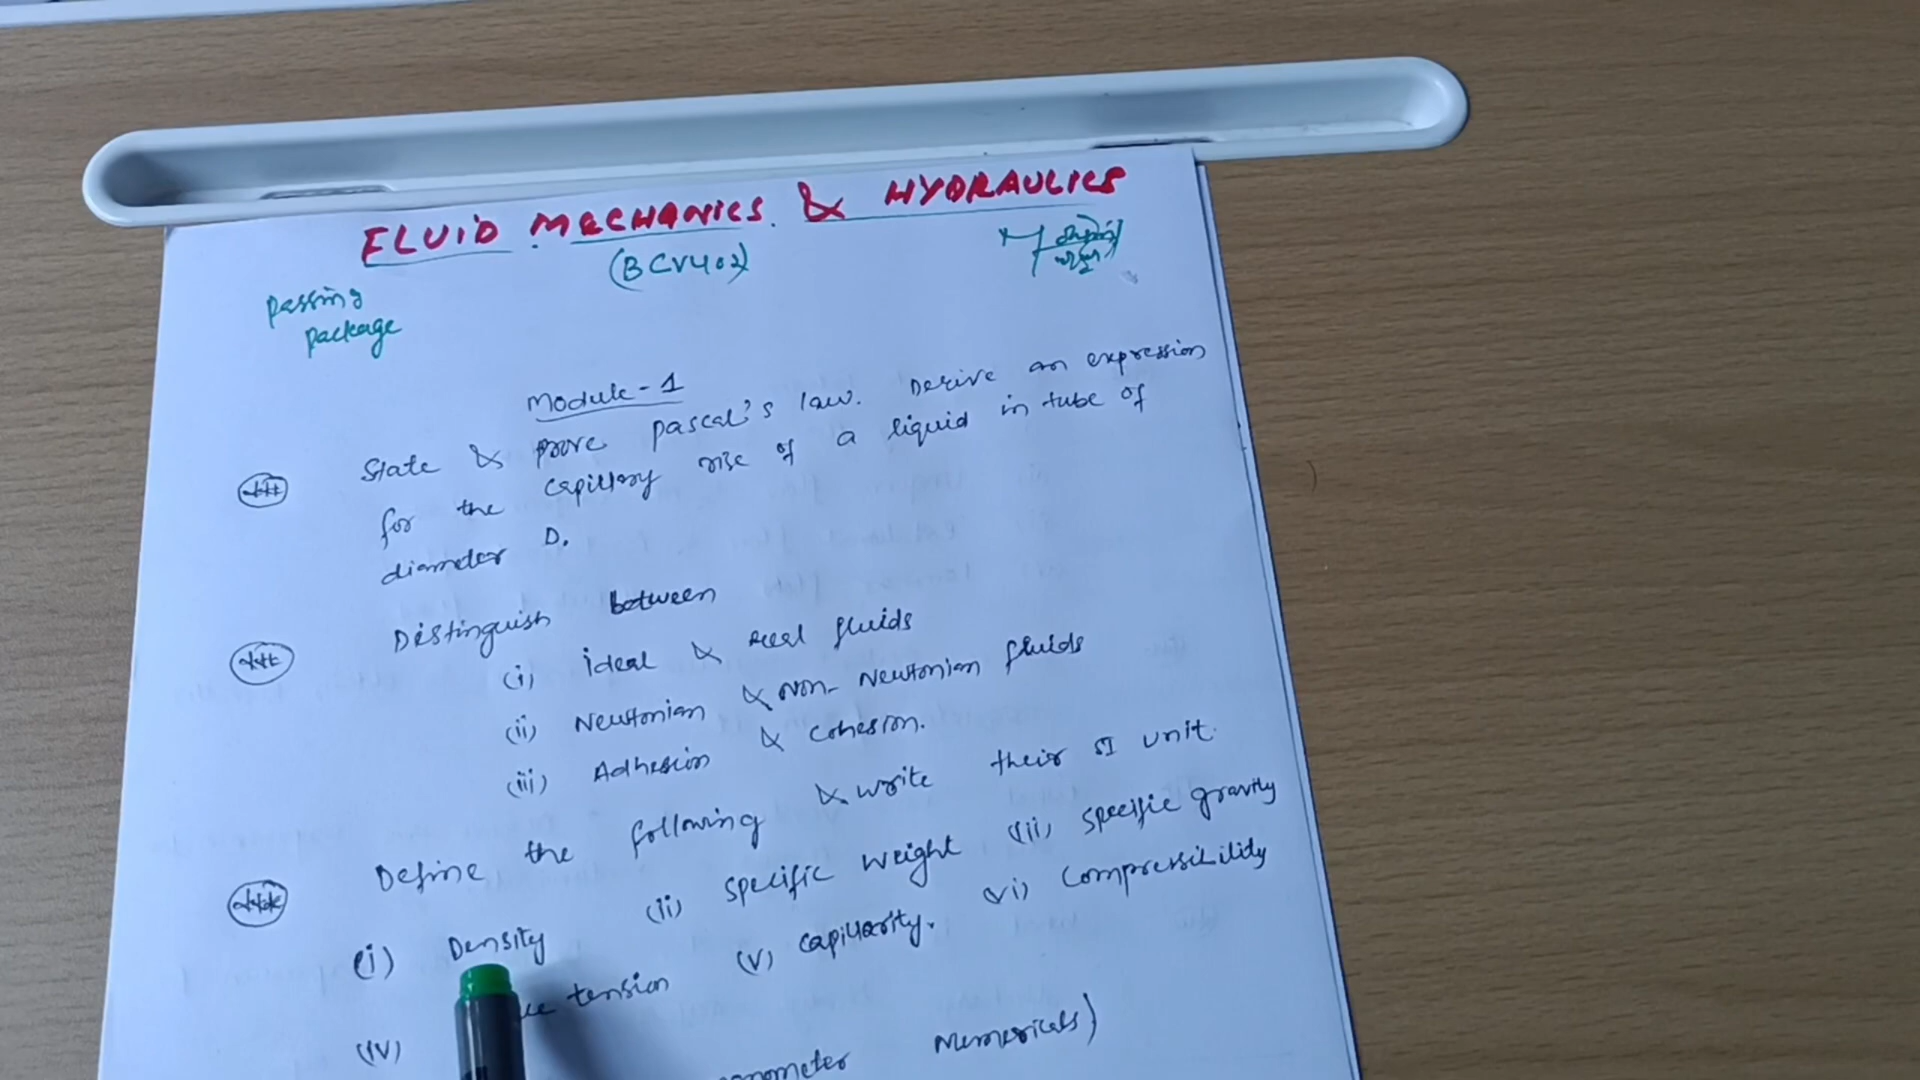 FLUID MECHANICS & HYDRAULICS
(BCV402)
passing
package
Module-1
State & prove pascal's law. Derive an expression
for the capillary rise of a liquid in tube of
diameter D.
Distinguish between
(i) ideal & real fluids
(ii) Newtonian & Non-Newtonian fluids
(iii) Adhesion & cohesion.
Define the following & write their SI unit.
(i) Density (ii) specific weight (iii) specific gravity
(iv) tension (v) capillarity. (vi) compressibility
Numericals)